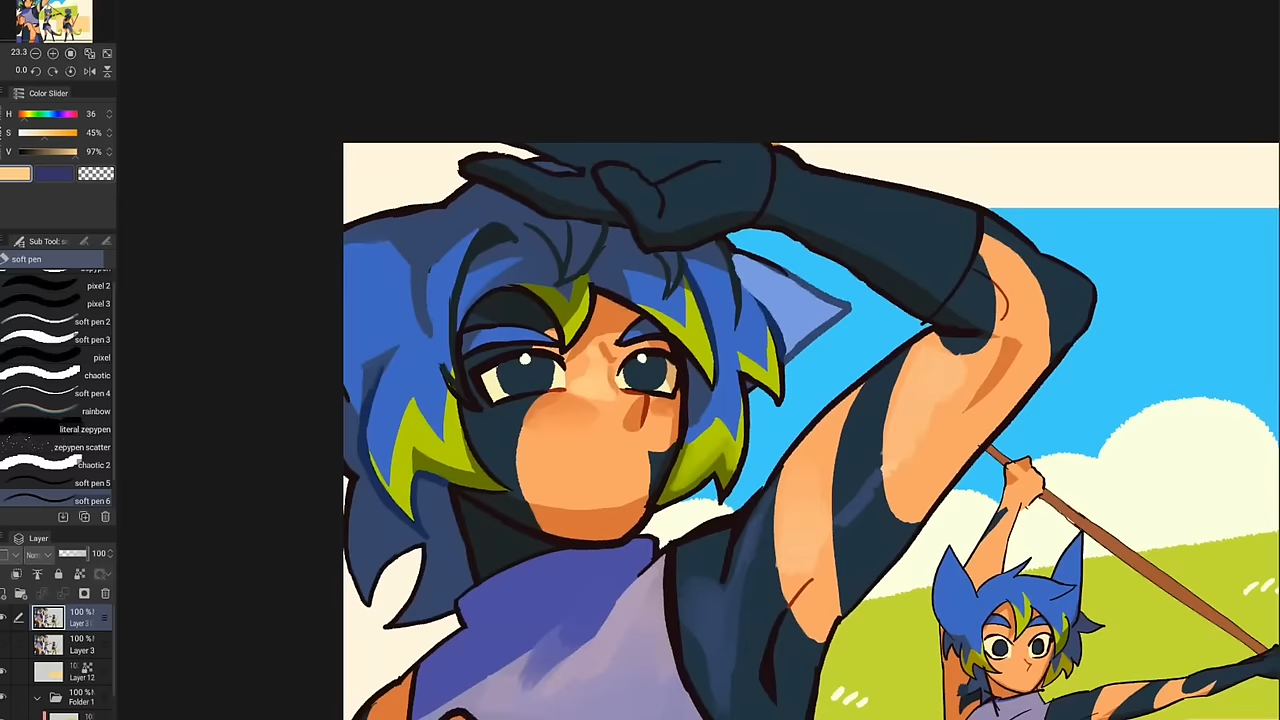 23.3
0.0
Color Slider
H 36
S 45%
V 97%
Sub Tool: s
soft pen
pixel 2
pixel 3
soft pen 2
soft pen 3
pixel
chaotic
soft pen 4
rainbow
literal zepypen
zepypen scatter
chaotic 2
soft pen 5
soft pen 6
Layer
100
100 %
Layer 3
100 %
Layer 3
Layer 12
100 %
Folder 1